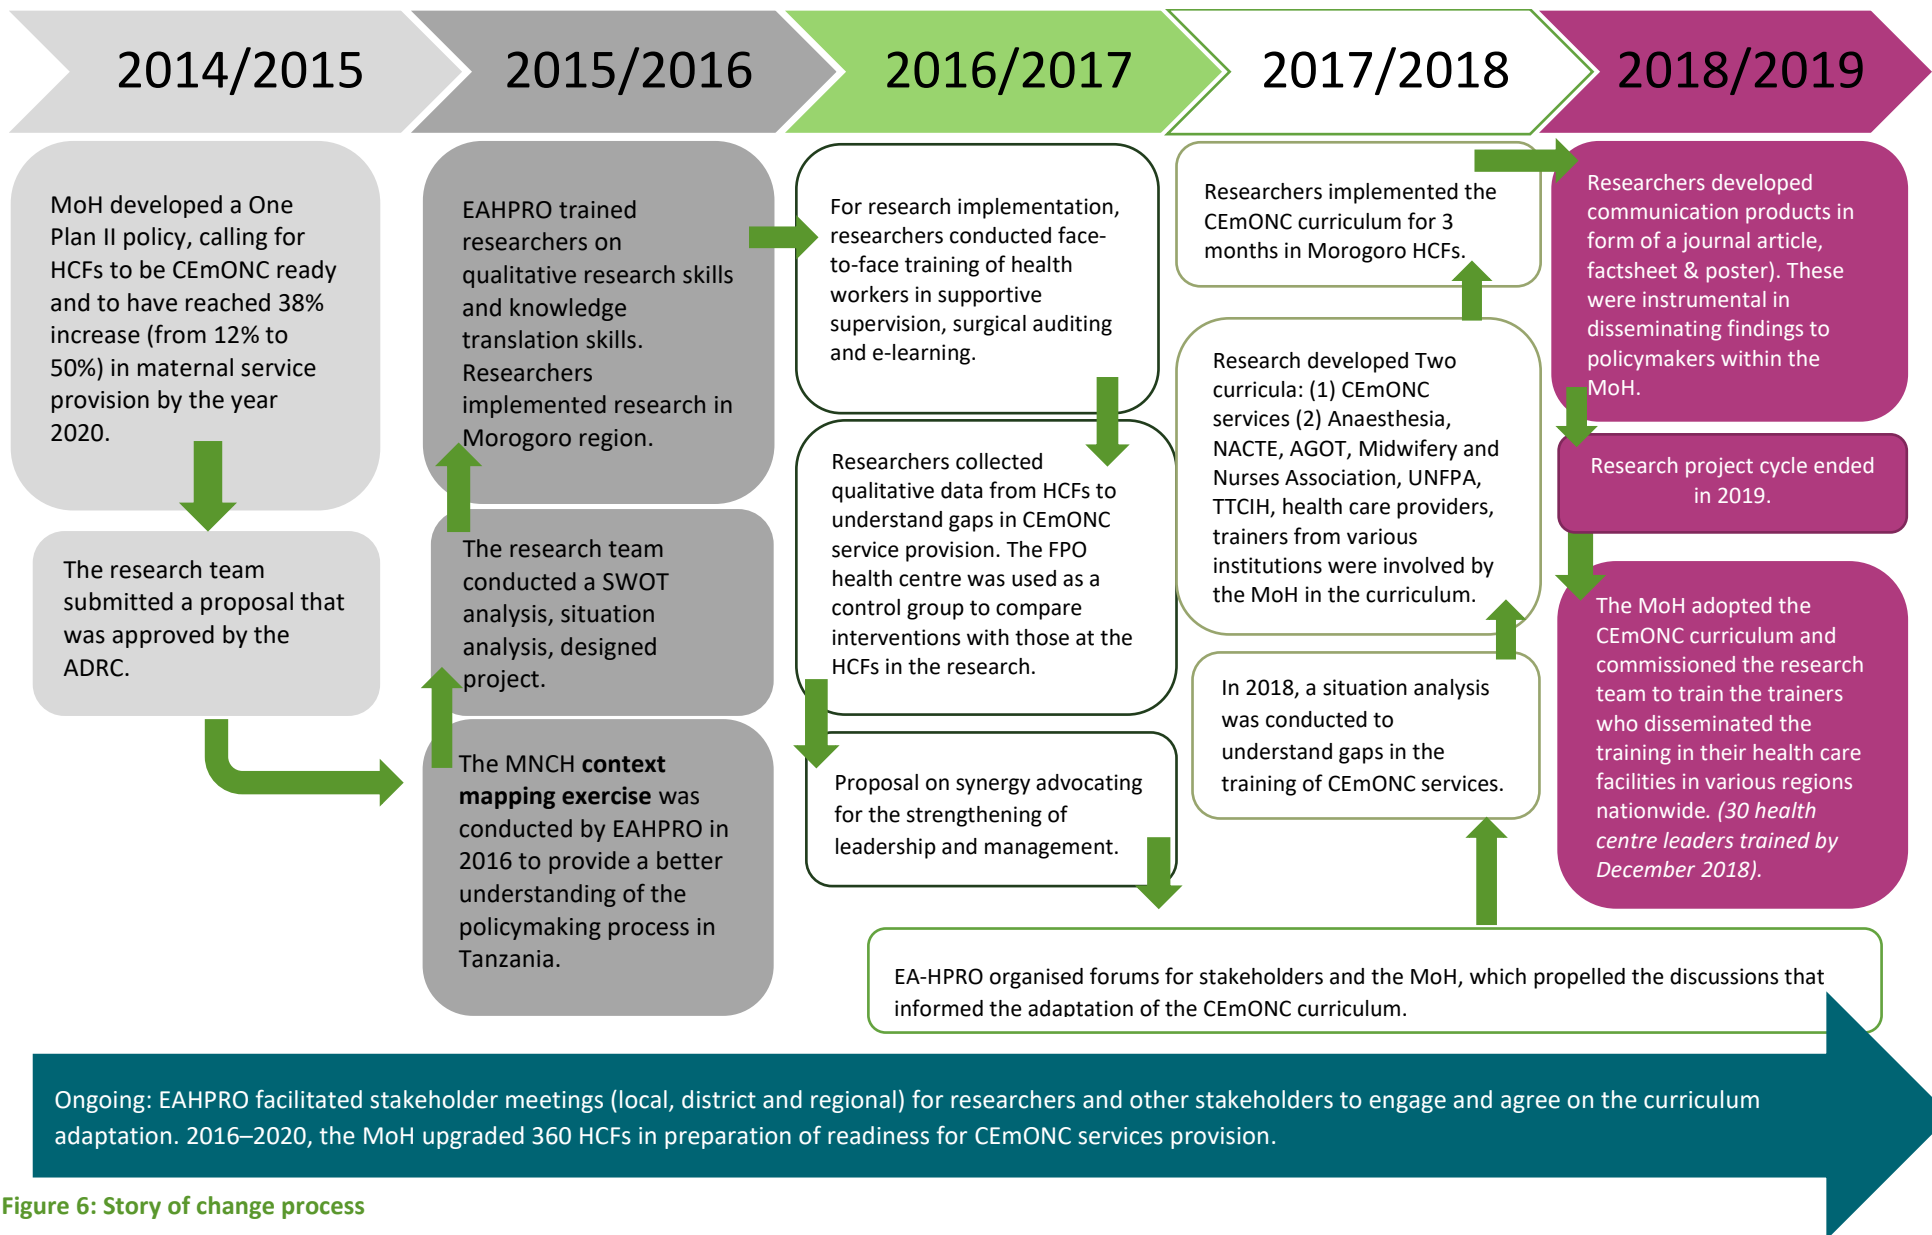 2014/2015
2015/2016
2016/2017
2017/2018
2018/2019
MoH developed a One
Plan II policy, calling for
HCFs to be CEmONC ready
and to have reached 38%
increase (from 12% to
50%) in maternal service
provision by the year
2020.
The research team
submitted a proposal that
was approved by the
ADRC.
EAHPRO trained
researchers on
qualitative research skills
and knowledge
translation skills.
Researchers
implemented research in
Morogoro region.
The research team
conducted a SWOT
analysis, situation
analysis, designed
project.
The MNCH context
mapping exercise was
conducted by EAHPRO in
2016 to provide a better
understanding of the
policymaking process in
Tanzania.
For research implementation,
researchers conducted face-
to-face training of health
workers in supportive
supervision, surgical auditing
and e-learning.
Researchers collected
qualitative data from HCFs to
understand gaps in CEmONC
service provision. The FPO
health centre was used as a
control group to compare
interventions with those at the
HCFs in the research.
Proposal on synergy advocating
for the strengthening of
leadership and management.
Researchers implemented the
CEmONC curriculum for 3
months in Morogoro HCFs.
Research developed Two
curricula: (1) CEmONC
services (2) Anaesthesia,
NACTE, AGOT, Midwifery and
Nurses Association, UNFPA,
TTCIH, health care providers,
trainers from various
institutions were involved by
the MoH in the curriculum.
In 2018, a situation analysis
was conducted to
understand gaps in the
training of CEmONC services.
Researchers developed
communication products in
form of a journal article,
factsheet & poster). These
were instrumental in
disseminating findings to
policymakers within the
MoH.
Research project cycle ended
in 2019.
The MoH adopted the
CEmONC curriculum and
commissioned the research
team to train the trainers
who disseminated the
training in their health care
facilities in various regions
nationwide. (30 health
centre leaders trained by
December 2018).
EA-HPRO organised forums for stakeholders and the MoH, which propelled the discussions that
informed the adaptation of the CEmONC curriculum.
Ongoing: EAHPRO facilitated stakeholder meetings (local, district and regional) for researchers and other stakeholders to engage and agree on the curriculum
adaptation. 2016–2020, the MoH upgraded 360 HCFs in preparation of readiness for CEmONC services provision.
Figure 6: Story of change process